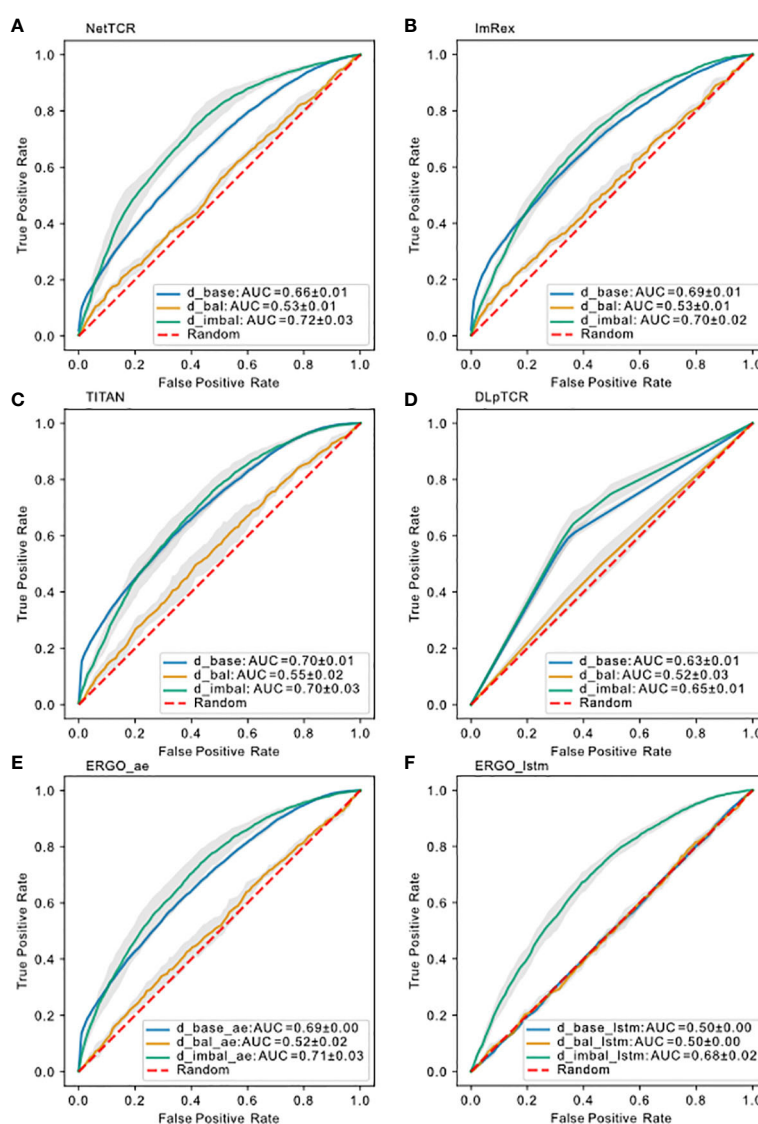 A
NetTCR
1.0
0.8
0.6
0.4
0.2
0.0
True Positive Rate
d_base: AUC =0.66±0.01
d_bal: AUC =0.53±0.01
d_imbal: AUC =0.72±0.03
Random
0.0 0.2 0.4 0.6 0.8 1.0
False Positive Rate
B
ImRex
1.0
0.8
0.6
0.4
0.2
0.0
True Positive Rate
d_base: AUC =0.69±0.01
d_bal: AUC =0.53±0.01
d_imbal: AUC =0.70±0.02
Random
0.0 0.2 0.4 0.6 0.8 1.0
False Positive Rate
C
TITAN
1.0
0.8
0.6
0.4
0.2
0.0
True Positive Rate
d_base: AUC =0.70±0.01
d_bal: AUC =0.55±0.02
d_imbal: AUC =0.70±0.03
Random
0.0 0.2 0.4 0.6 0.8 1.0
False Positive Rate
D
DLpTCR
1.0
0.8
0.6
0.4
0.2
0.0
True Positive Rate
d_base: AUC =0.63±0.01
d_bal: AUC =0.52±0.03
d_imbal: AUC =0.65±0.01
Random
0.0 0.2 0.4 0.6 0.8 1.0
False Positive Rate
E
ERGO_ae
1.0
0.8
0.6
0.4
0.2
0.0
True Positive Rate
d_base_ae:AUC=0.69±0.00
d_bal_ae:AUC=0.52±0.02
d_imbal_ae:AUC=0.71±0.03
Random
0.0 0.2 0.4 0.6 0.8 1.0
False Positive Rate
F
ERGO_lstm
1.0
0.8
0.6
0.4
0.2
0.0
True Positive Rate
d_base_lstm:AUC=0.50±0.00
d_bal_lstm:AUC=0.50±0.00
d_imbal_lstm:AUC=0.68±0.02
Random
0.0 0.2 0.4 0.6 0.8 1.0
False Positive Rate